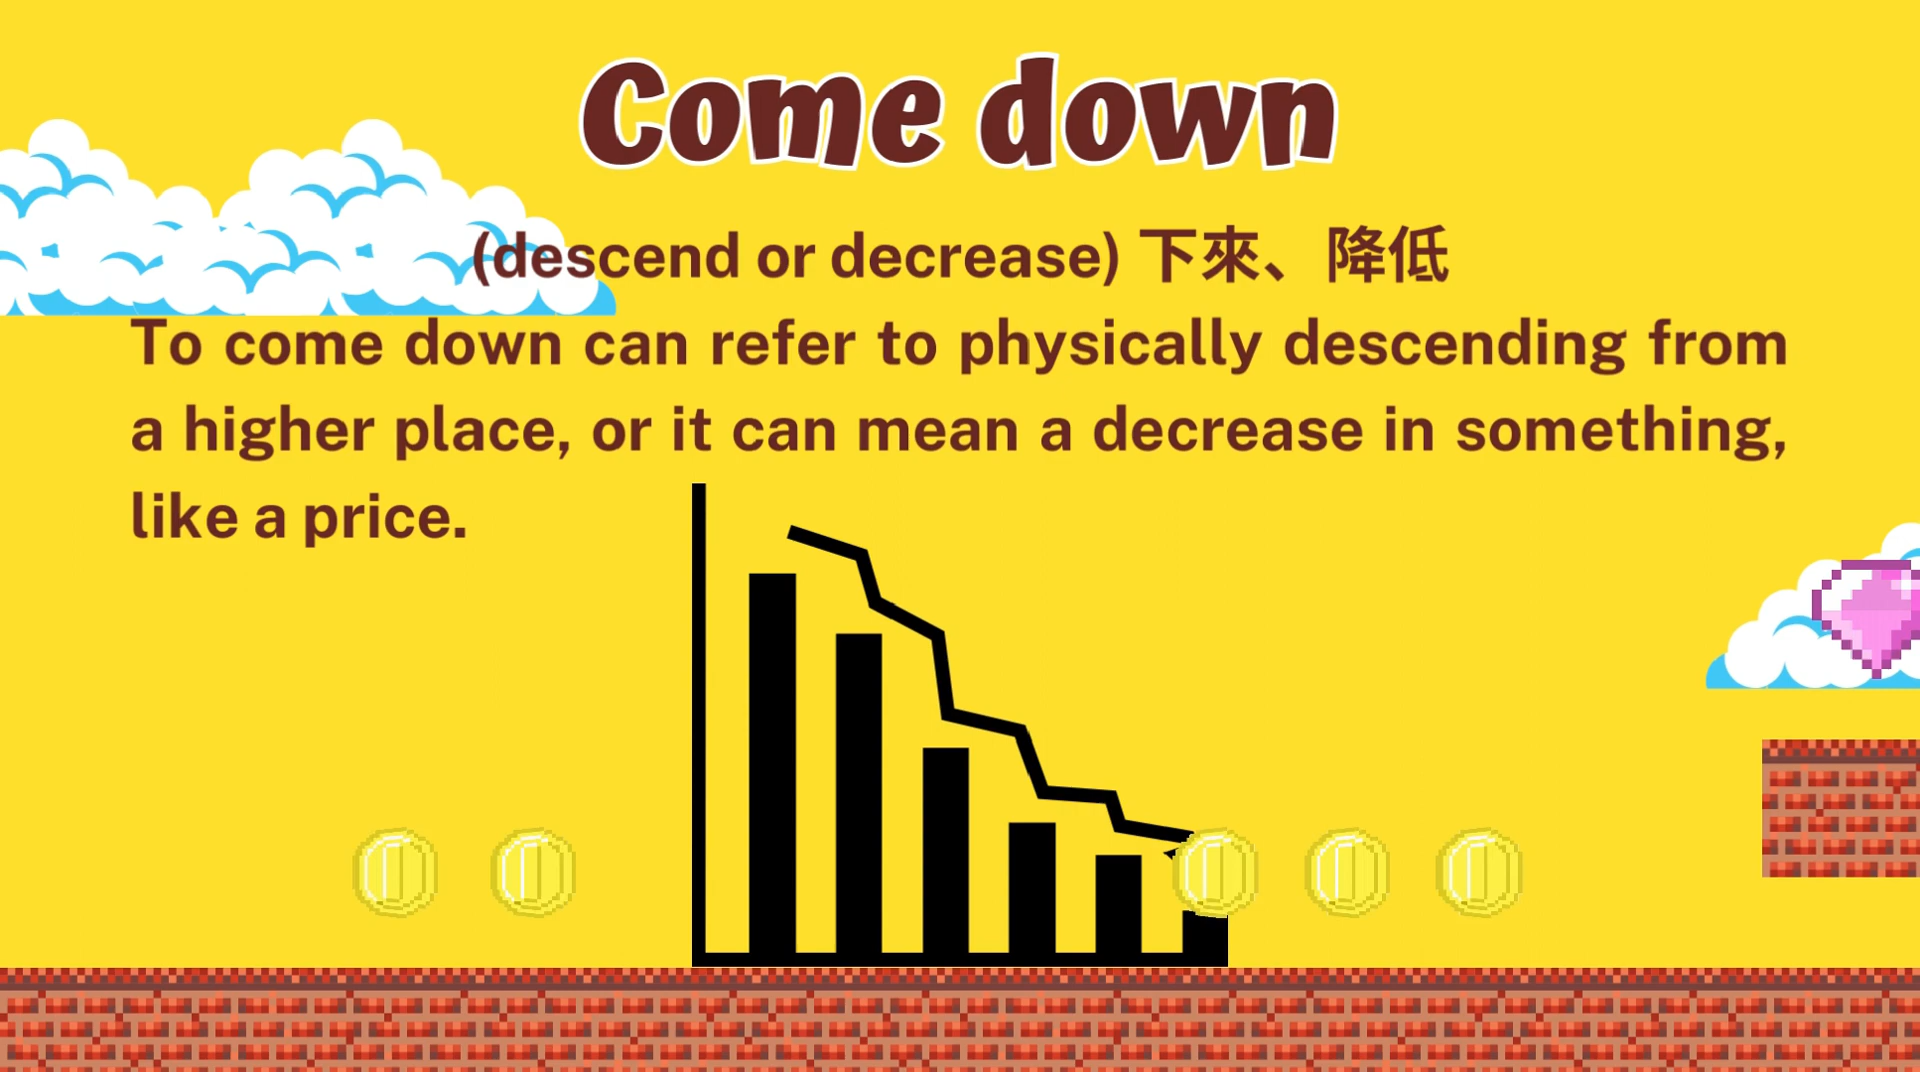 Come down
(descend or decrease) 下來、降低
To come down can refer to physically descending from
a higher place, or it can mean a decrease in something,
like a price.